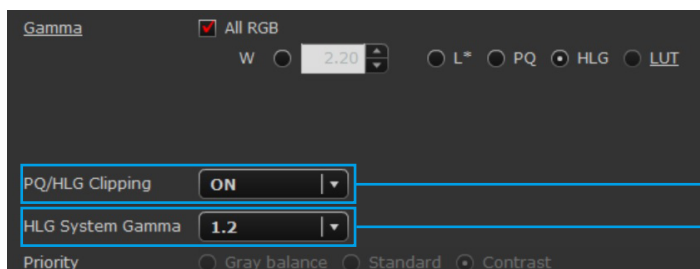 Gamma All RGB
W 2.20 L* PQ HLG LUT
PQ/HLG Clipping ON
HLG System Gamma 1.2
Priority Gray balance Standard Contrast